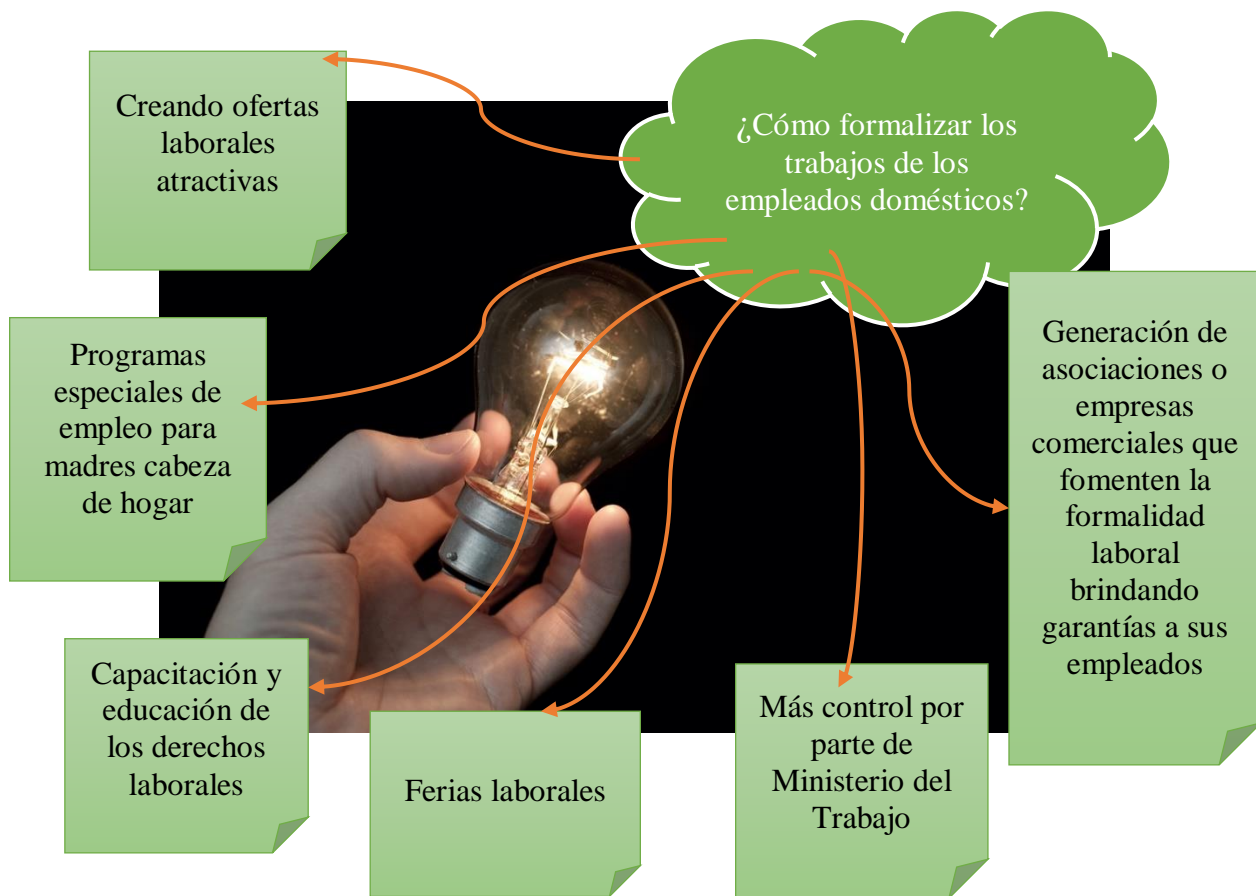 ¿Cómo formalizar los
trabajos de los
empleados domésticos?
Creando ofertas
laborales
atractivas
Programas
especiales de
empleo para
madres cabeza
de hogar
Capacitación y
educación de
los derechos
laborales
Ferias laborales
Más control por
parte de
Ministerio del
Trabajo
Generación de
asociaciones o
empresas
comerciales que
fomenten la
formalidad
laboral
brindando
garantías a sus
empleados